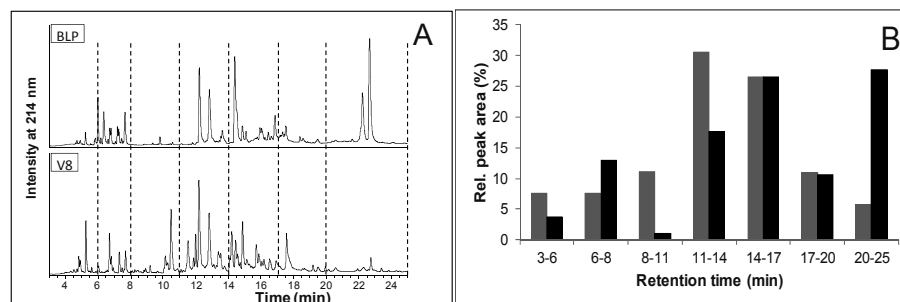 A
BLP
V8
Intensity at 214 nm
4 6 8 10 12 14 16 18 20 22 24
Time (min)
B
35
30
25
20
15
10
5
0
Rel. peak area (%)
3-6 6-8 8-11 11-14 14-17 17-20 20-25
Retention time (min)